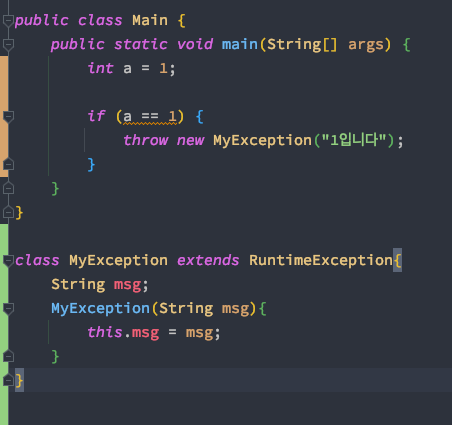 public class Main {
    public static void main(String[] args) {
        int a = 1;

        if (a == 1) {
            throw new MyException("1입니다");
        }
    }
}

class MyException extends RuntimeException{
    String msg;
    MyException(String msg){
        this.msg = msg;
    }
}